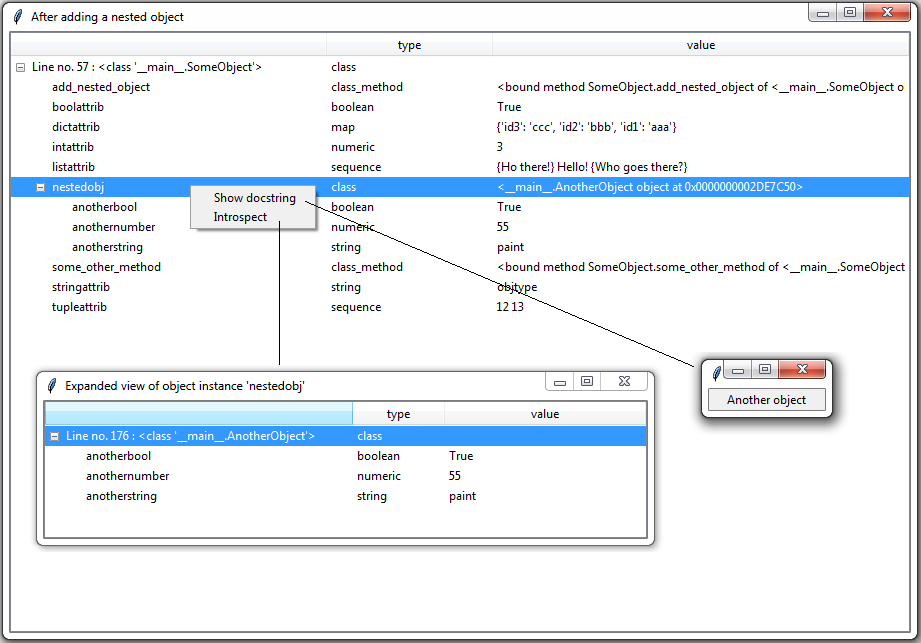 After adding a nested object
type value
Line no. 57 : <class '__main__.SomeObject'> class
add_nested_object class_method <bound method SomeObject.add_nested_object of <__main__.SomeObject o
boolattrib boolean True
dictattrib map {'id3': 'ccc', 'id2': 'bbb', 'id1': 'aaa'}
intattrib numeric 3
listattrib sequence {Ho there!} Hello! {Who goes there?}
nestedobj class <__main__.AnotherObject object at 0x0000000002DE7C50>
Show docstring
Introspect
anotherbool boolean True
anothernumber numeric 55
anotherstring string paint
some_other_method class_method <bound method SomeObject.some_other_method of <__main__.SomeObject
stringattrib string objtype
tupleattrib sequence 12 13
Expanded view of object instance 'nestedobj'
type value
Line no. 176 : <class '__main__.AnotherObject'> class
anotherbool boolean True
anothernumber numeric 55
anotherstring string paint
Another object